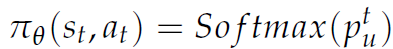 π_θ(s_t, a_t) = Softmax(p_u^t)